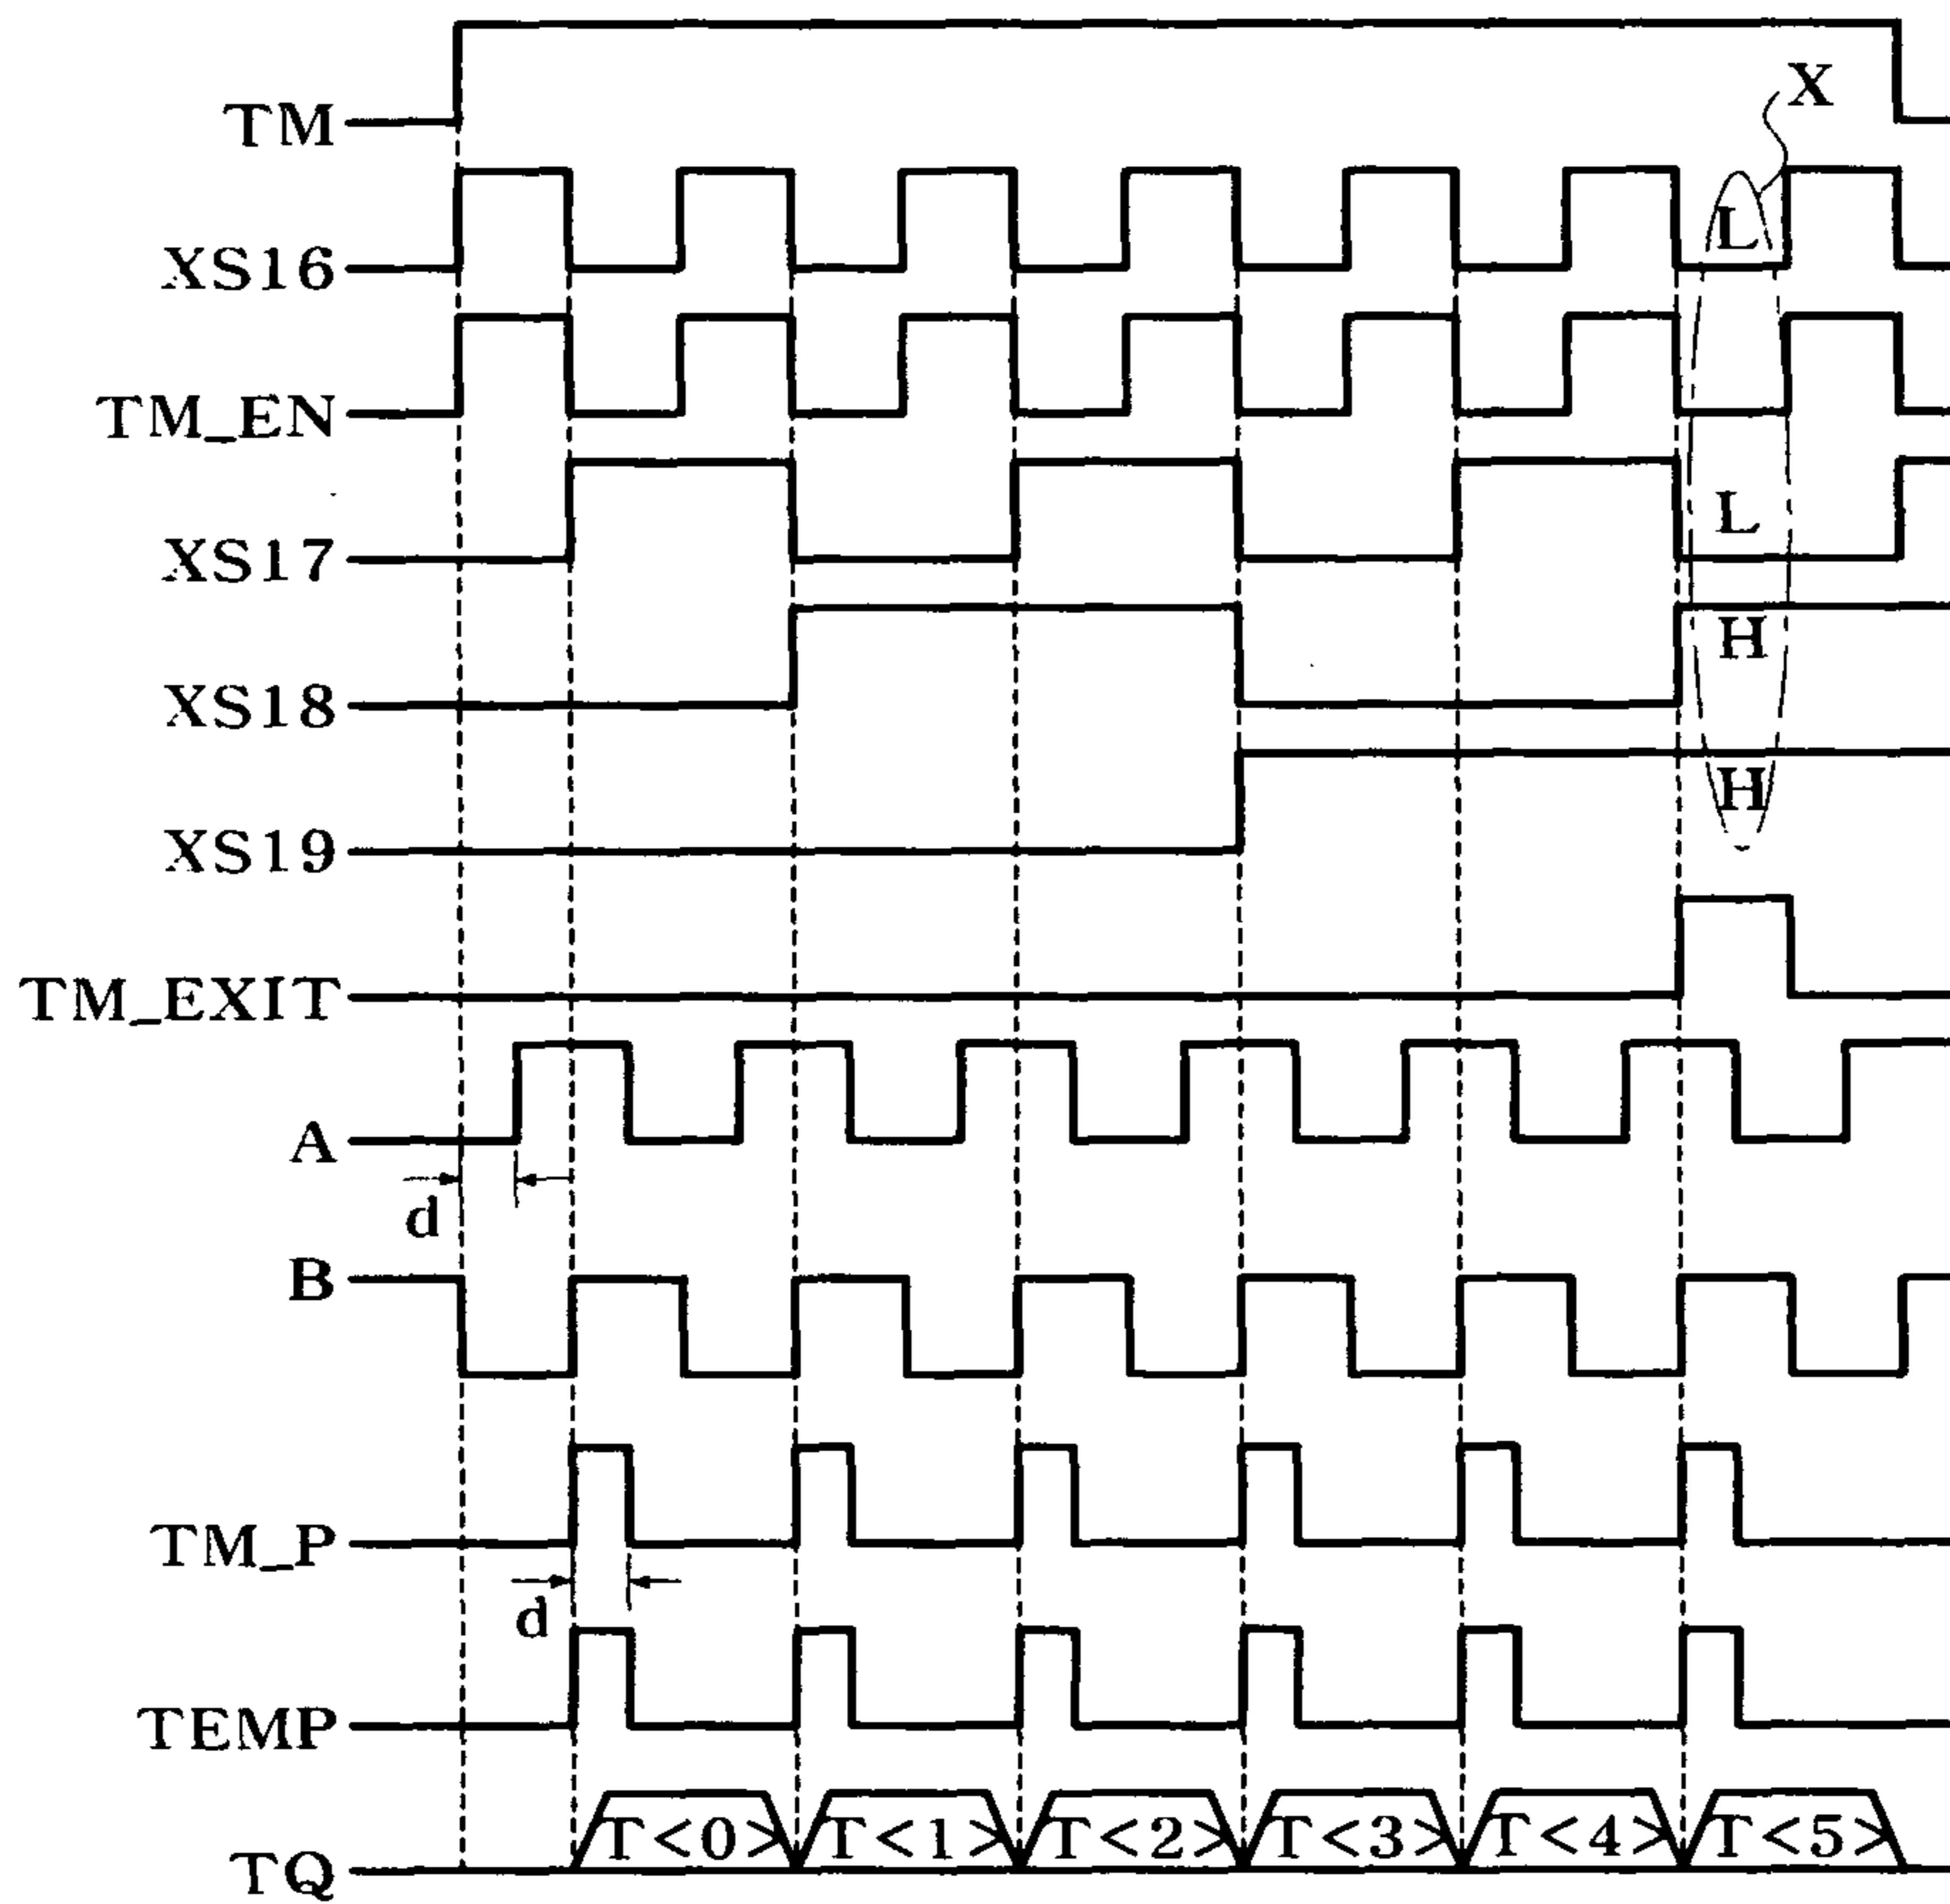 X
TM
L
XS16
TM_EN
L
XS17
H
XS18
H
XS19
TM_EXIT
A
d
B
TM_P
d
TEMP
T<0> T<1> T<2> T<3> T<4> T<5>
TQ